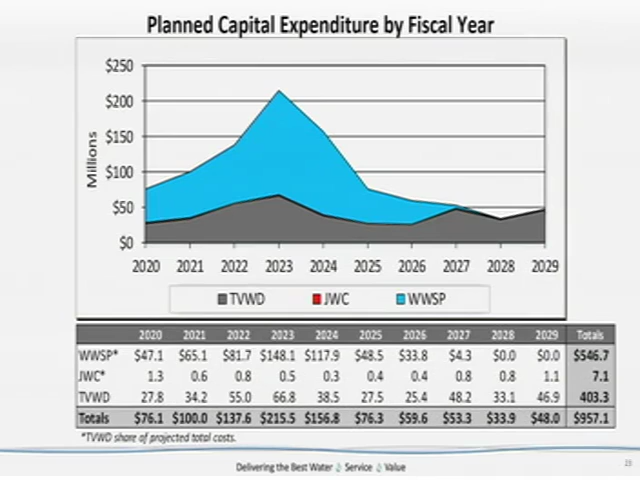 Planned Capital Expenditure by Fiscal Year
$250
$200
$150
$100
$50
$0
Millions
2020 2021 2022 2023 2024 2025 2026 2027 2028 2029
TVWD JWC WWSP
2020 2021 2022 2023 2024 2025 2026 2027 2028 2029 Totals
WWSP* $47.1 $65.1 $81.7 $148.1 $117.9 $48.5 $33.8 $4.3 $0.0 $0.0 $546.7
JWC* 1.3 0.6 0.8 0.5 0.3 0.4 0.4 0.8 0.8 1.1 7.1
TVWD 27.8 34.2 55.0 66.8 38.5 27.5 25.4 48.2 33.1 46.9 403.3
Totals $76.1 $100.0 $137.6 $215.5 $156.8 $76.3 $59.6 $53.3 $33.9 $48.0 $957.1
*TVWD share of projected total costs.
Delivering the Best Water Service Value